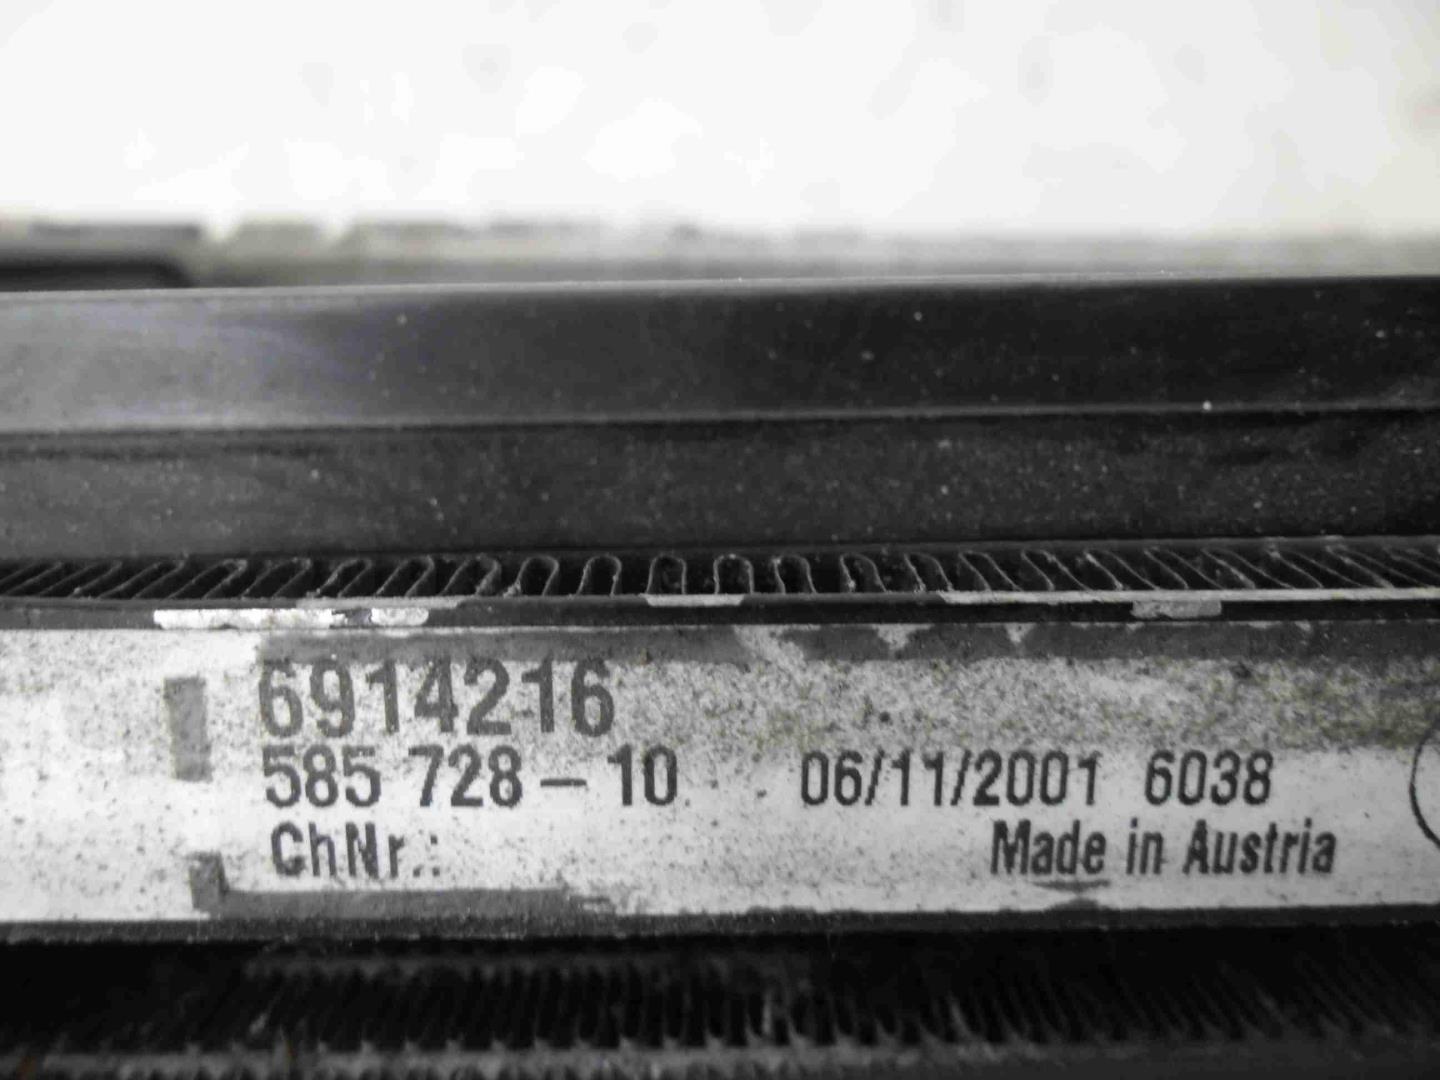 6914216
585 728-10 06/11/2001 6038
ChNr.:
Made in Austria